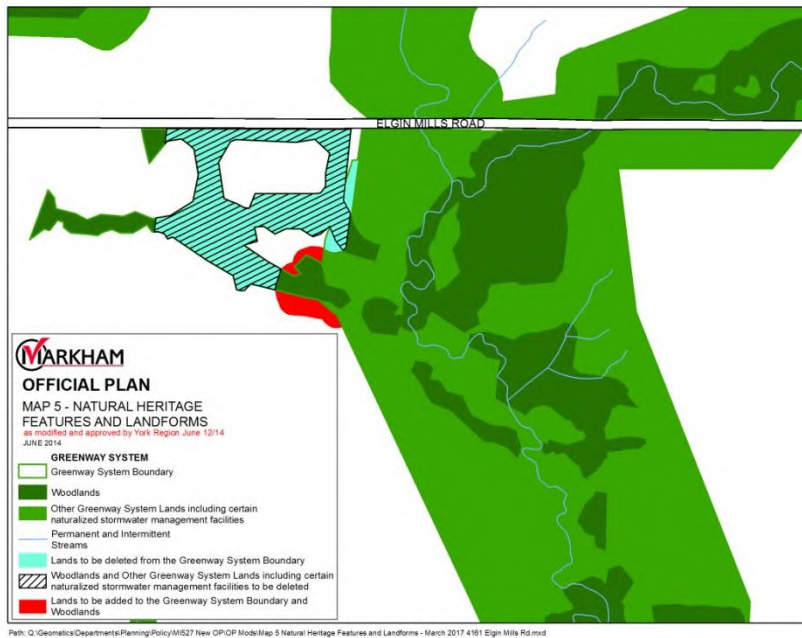 ELGIN MILLS ROAD
MARKHAM
OFFICIAL PLAN
MAP 5 - NATURAL HERITAGE
FEATURES AND LANDFORMS
as modified and approved by York Region June 12/14
JUNE 2014
GREENWAY SYSTEM
Greenway System Boundary
Woodlands
Other Greenway System Lands including certain
naturalized stormwater management facilities
Permanent and Intermittent
Streams
Lands to be deleted from the Greenway System Boundary
Woodlands and Other Greenway System Lands including certain
naturalized stormwater management facilities to be deleted
Lands to be added to the Greenway System Boundary and
Woodlands
Path: Q:\Geomatics\Departments\Planning\Policy\MI527 New OP\OP Mods\Map 5 Natural Heritage Features and Landforms - March 2017 4161 Elgin Mills Rd.mxd